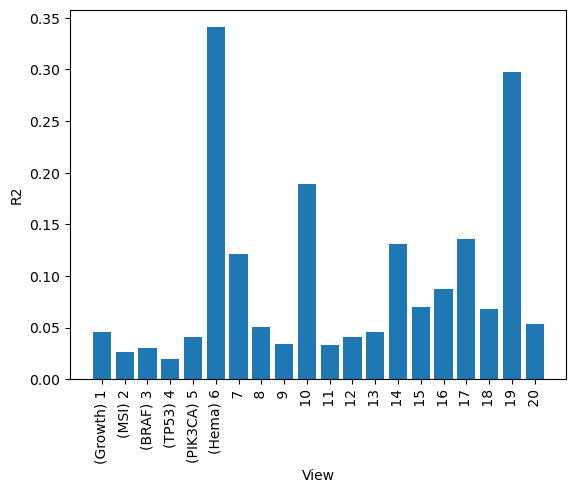 0.35
0.30
0.25
0.20
0.15
0.10
0.05
0.00
R2
(Growth) 1
(MSI) 2
(BRAF) 3
(TP53) 4
(PIK3CA) 5
(Hema) 6
7
8
9
10
11
12
13
14
15
16
17
18
19
20
View